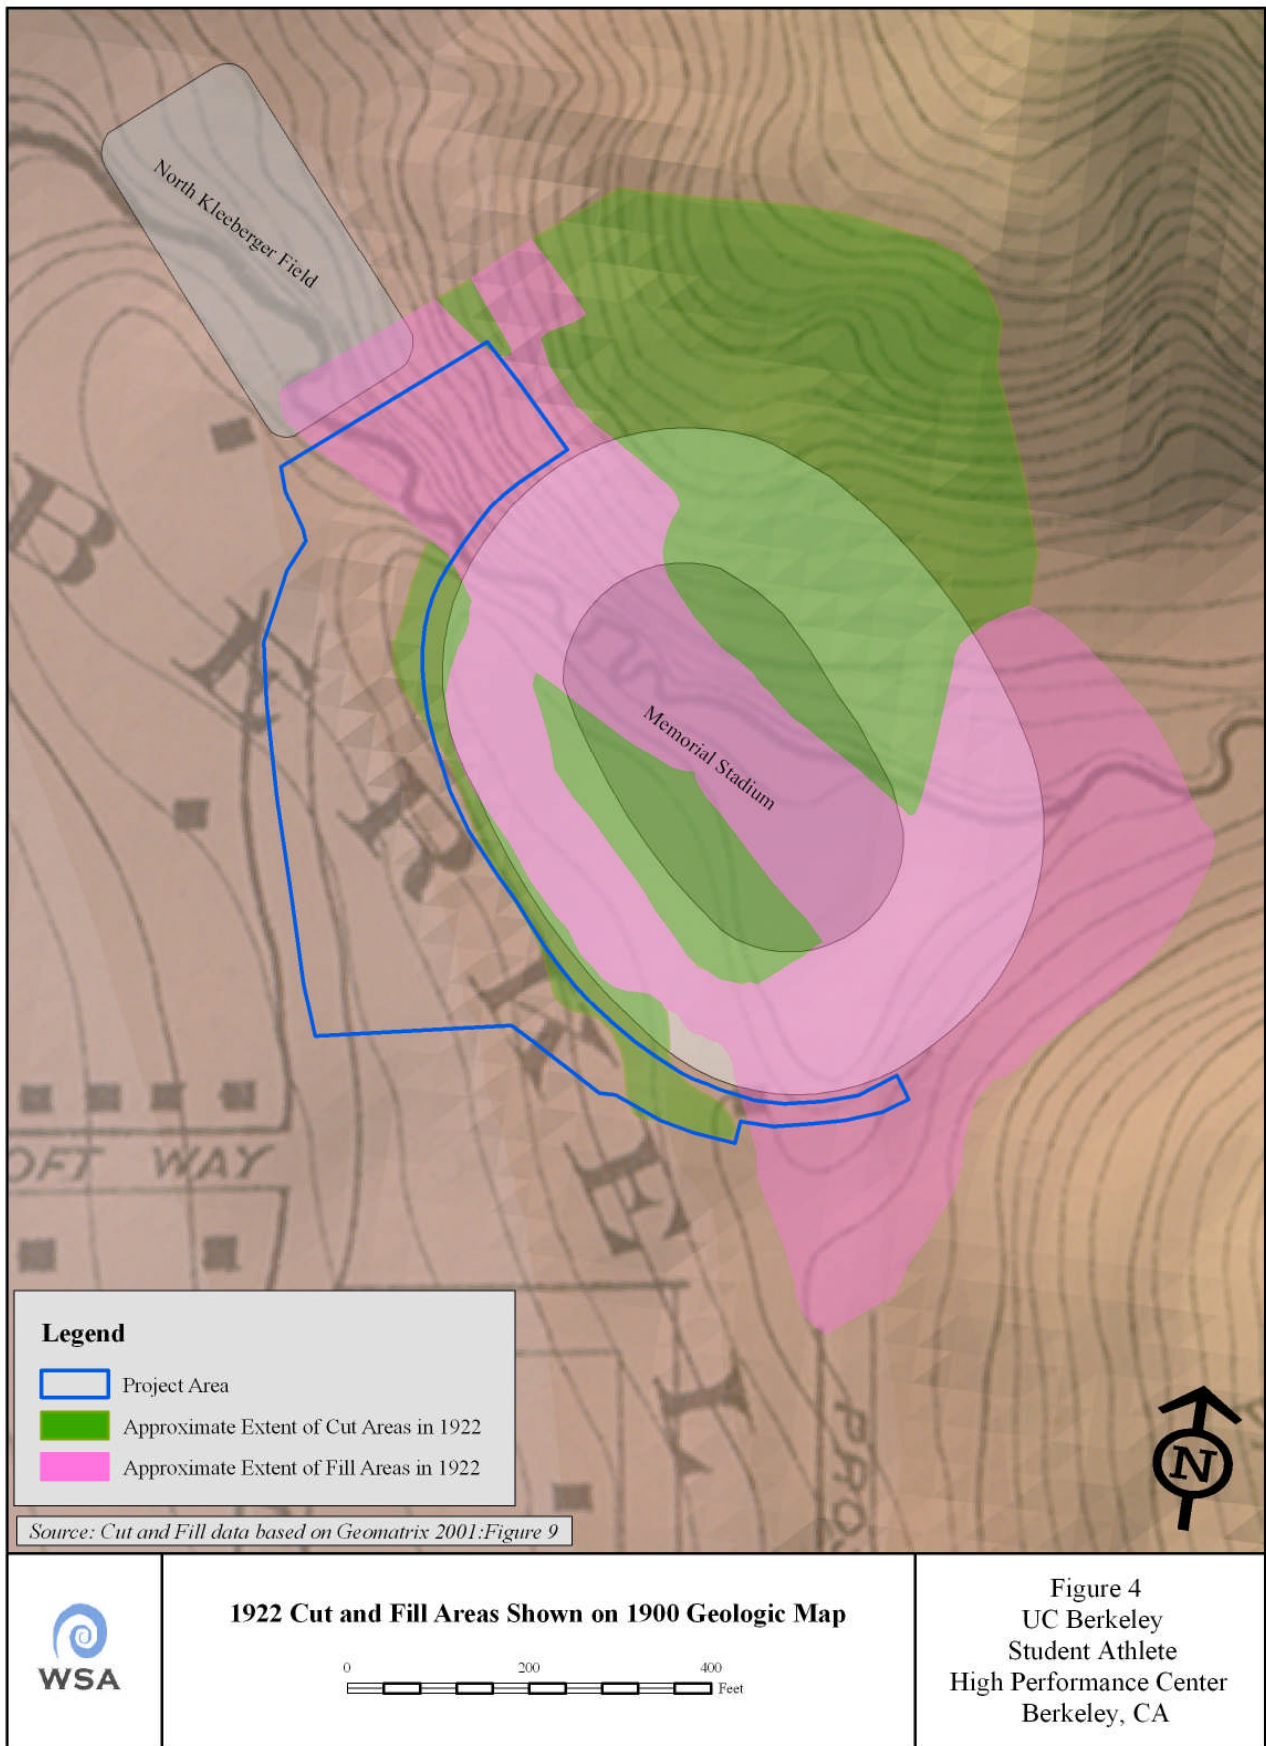 North Kleeberger Field
BERKELEY
Memorial Stadium
OFT WAY
PROS
Legend
Project Area
Approximate Extent of Cut Areas in 1922
Approximate Extent of Fill Areas in 1922
N
Source: Cut and Fill data based on Geomatrix 2001:Figure 9
WSA
1922 Cut and Fill Areas Shown on 1900 Geologic Map
0 200 400
Feet
Figure 4
UC Berkeley
Student Athlete
High Performance Center
Berkeley, CA